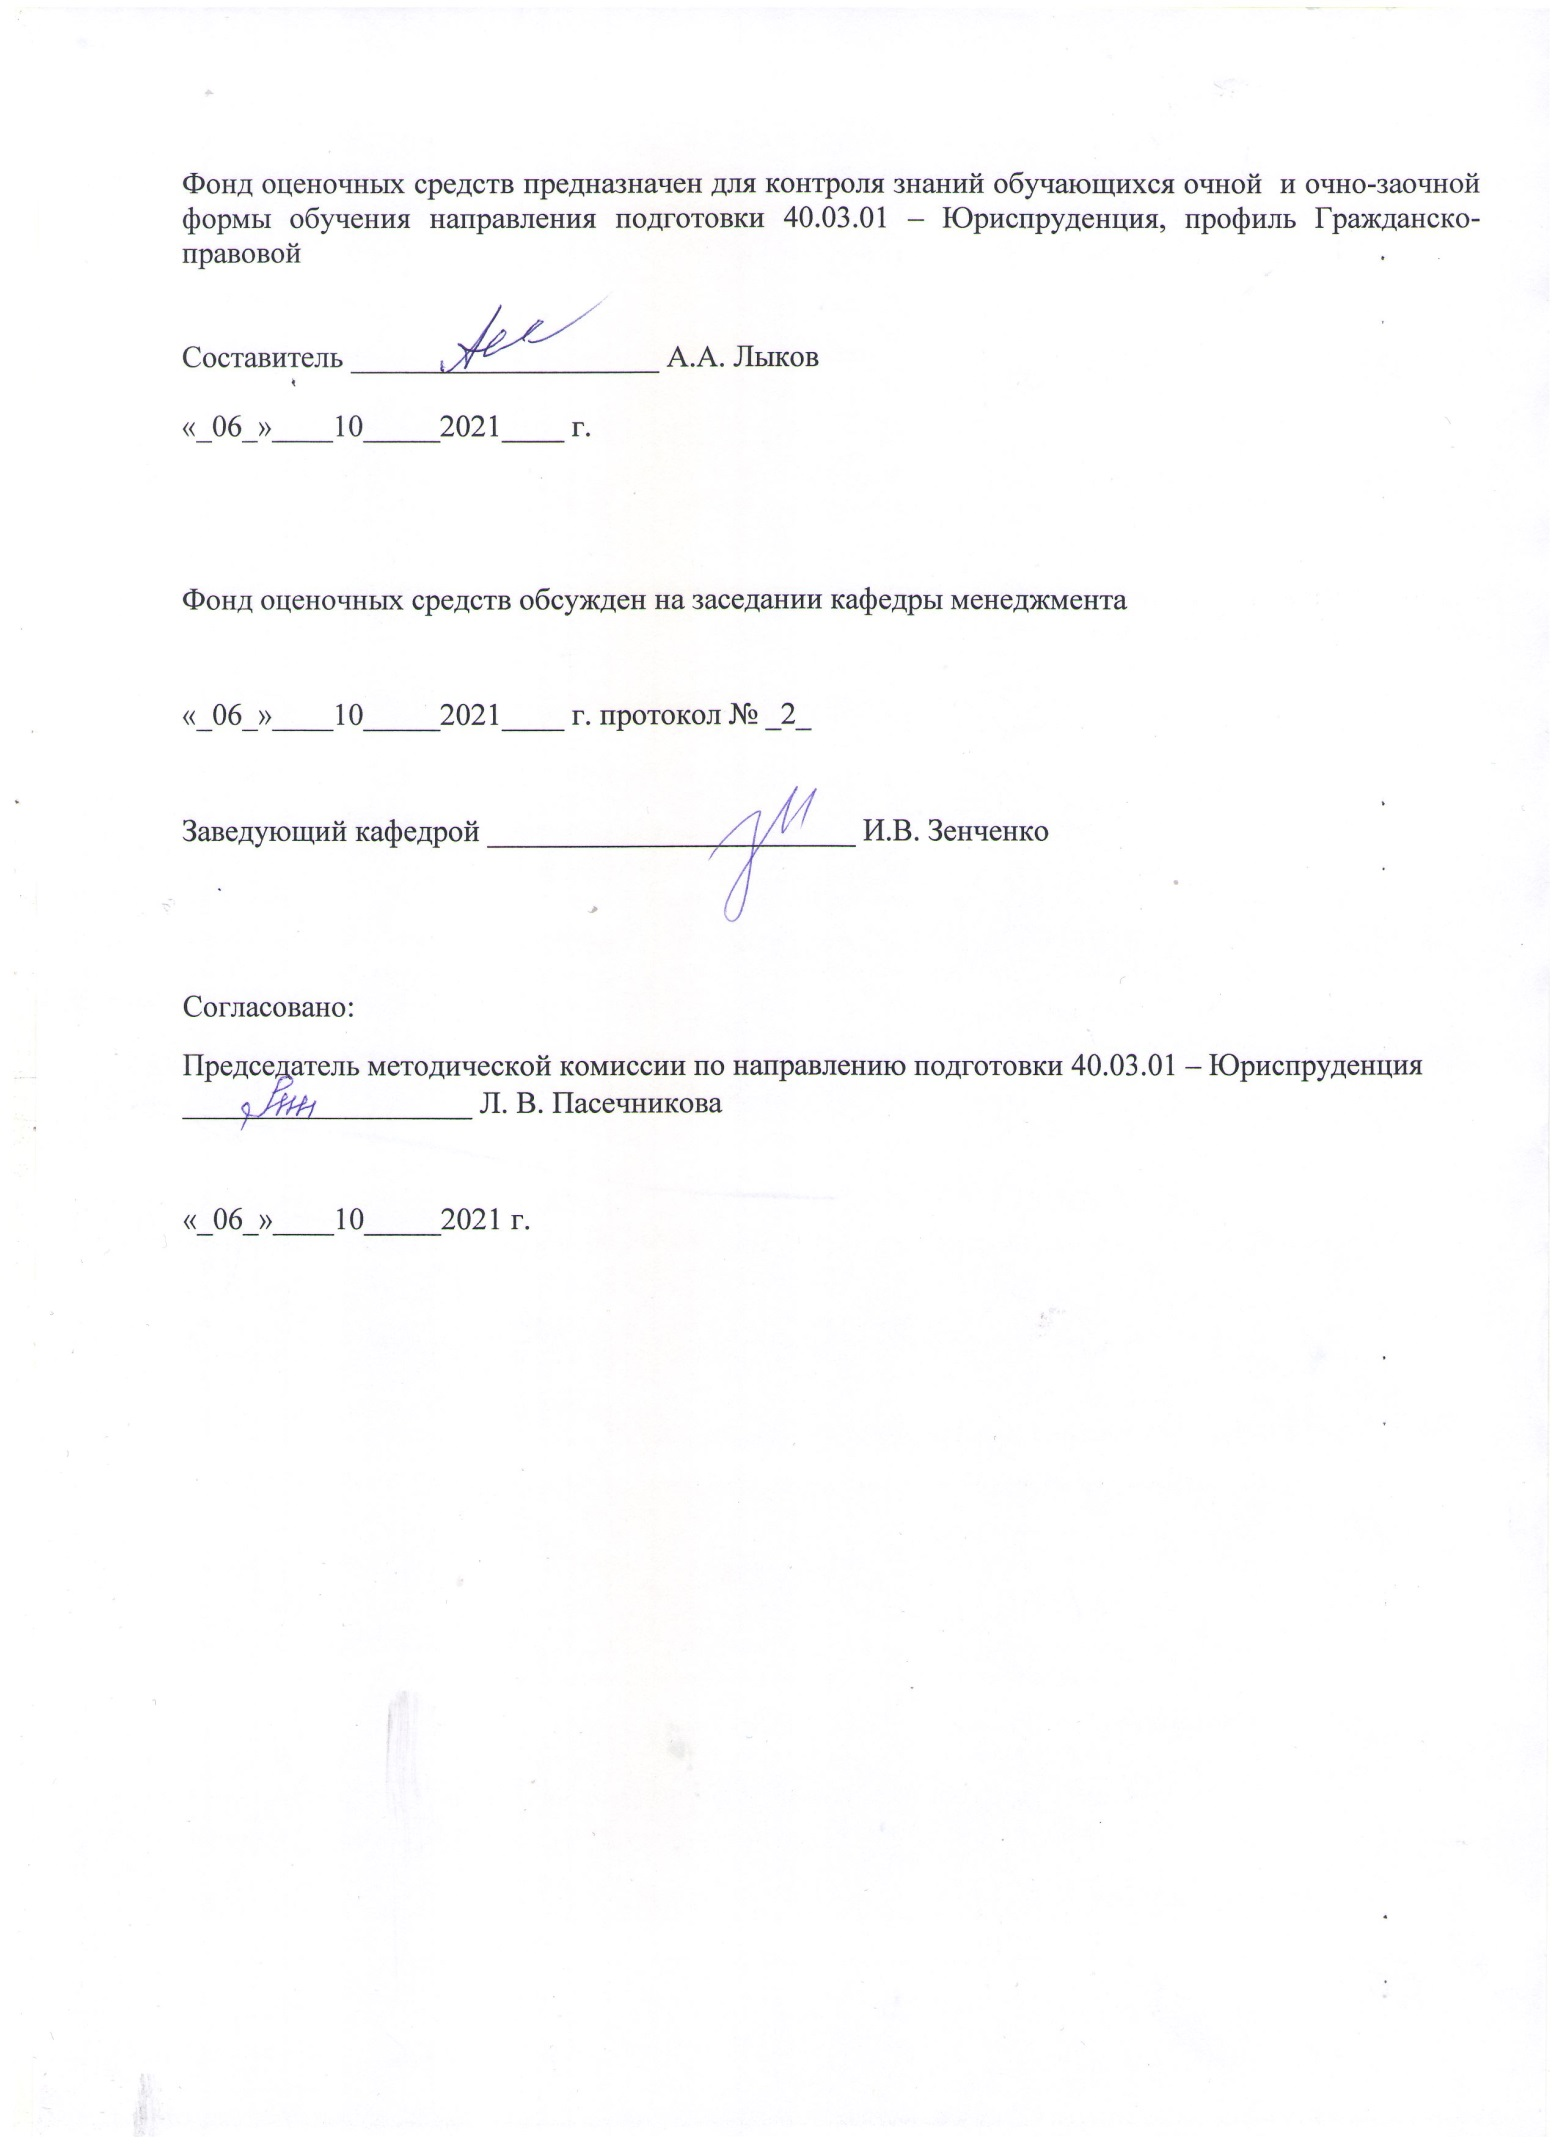 Фонд оценочных средств предназначен для контроля знаний обучающихся очной  и очно-заочной
формы обучения направления подготовки 40.03.01 – Юриспруденция, профиль Гражданско-
правовой
Составитель ____________________ А.А. Лыков
«_06_»____10_____2021____ г.
Фонд оценочных средств обсужден на заседании кафедры менеджмента
«_06_»____10_____2021____ г. протокол № _2_
Заведующий кафедрой ________________________ И.В. Зенченко
Согласовано:
Председатель методической комиссии по направлению подготовки 40.03.01 – Юриспруденция
___________________ Л. В. Пасечникова
«_06_»____10_____2021 г.